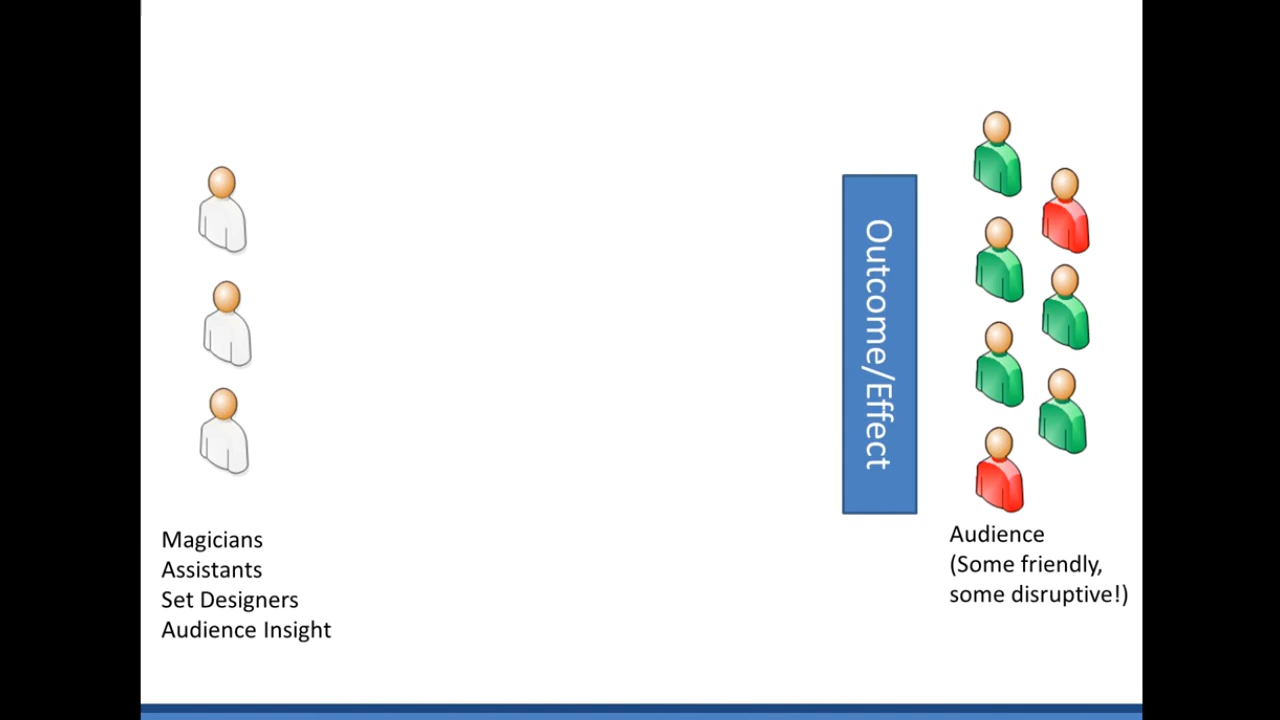 Outcome/Effect
Magicians
Assistants
Set Designers
Audience Insight
Audience
(Some friendly,
some disruptive!)